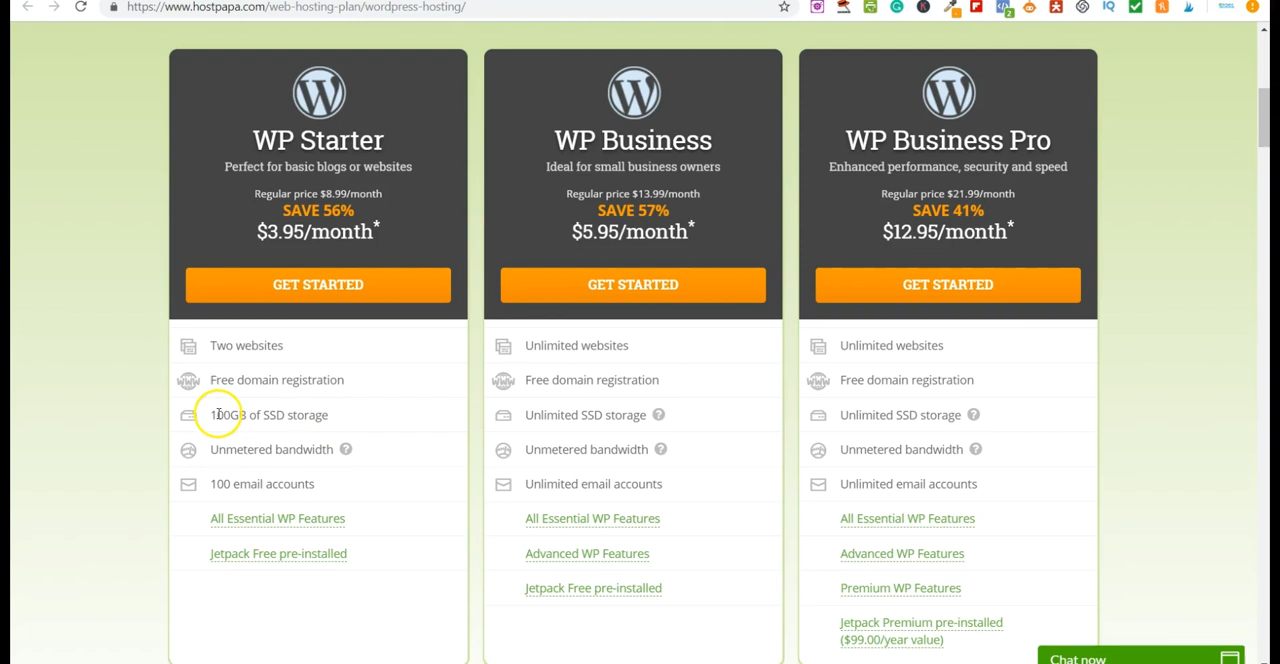 https://www.hostpapa.com/web-hosting-plan/wordpress-hosting/
WP Starter
Perfect for basic blogs or websites
Regular price $8.99/month
SAVE 56%
$3.95/month*
GET STARTED
Two websites
Free domain registration
100GB of SSD storage
Unmetered bandwidth ?
100 email accounts
All Essential WP Features
Jetpack Free pre-installed
WP Business
Ideal for small business owners
Regular price $13.99/month
SAVE 57%
$5.95/month*
GET STARTED
Unlimited websites
Free domain registration
Unlimited SSD storage ?
Unmetered bandwidth ?
Unlimited email accounts
All Essential WP Features
Advanced WP Features
Jetpack Free pre-installed
WP Business Pro
Enhanced performance, security and speed
Regular price $21.99/month
SAVE 41%
$12.95/month*
GET STARTED
Unlimited websites
Free domain registration
Unlimited SSD storage ?
Unmetered bandwidth ?
Unlimited email accounts
All Essential WP Features
Advanced WP Features
Premium WP Features
Jetpack Premium pre-installed
($99.00/year value)
Chat now